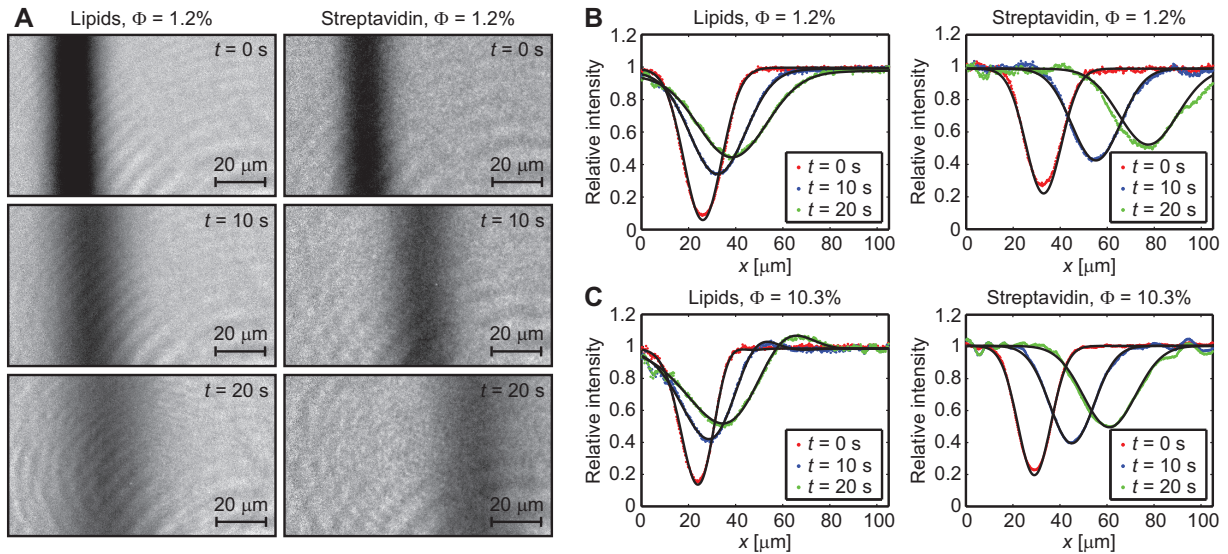 A
Lipids, Φ = 1.2%
Streptavidin, Φ = 1.2%
t = 0 s
20 μm
t = 0 s
20 μm
t = 10 s
20 μm
t = 10 s
20 μm
t = 20 s
20 μm
t = 20 s
20 μm
B
Lipids, Φ = 1.2%
Relative intensity
1.2
1
0.8
0.6
0.4
0.2
0
t = 0 s
t = 10 s
t = 20 s
0 20 40 60 80 100
x [μm]
Streptavidin, Φ = 1.2%
Relative intensity
1.2
1
0.8
0.6
0.4
0.2
0
t = 0 s
t = 10 s
t = 20 s
0 20 40 60 80 100
x [μm]
C
Lipids, Φ = 10.3%
Relative intensity
1.2
1
0.8
0.6
0.4
0.2
0
t = 0 s
t = 10 s
t = 20 s
0 20 40 60 80 100
x [μm]
Streptavidin, Φ = 10.3%
Relative intensity
1.2
1
0.8
0.6
0.4
0.2
0
t = 0 s
t = 10 s
t = 20 s
0 20 40 60 80 100
x [μm]